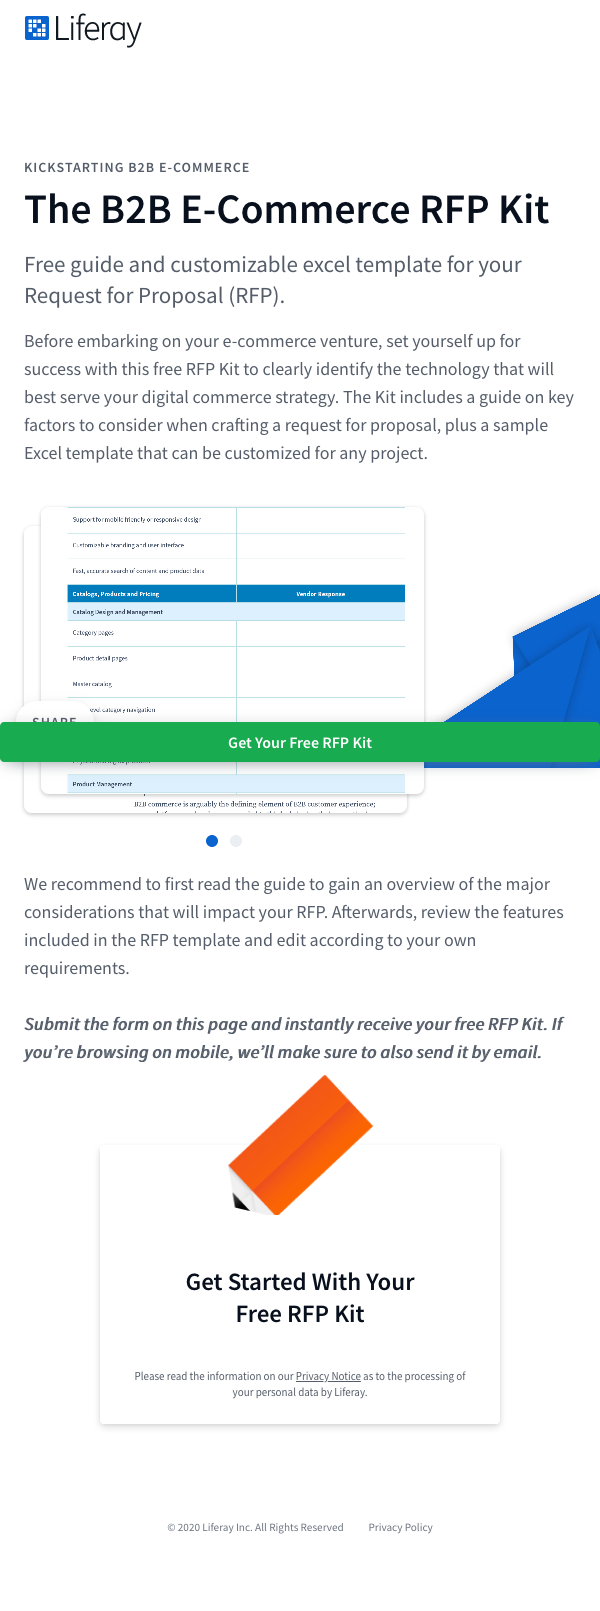 Liferay
KICKSTARTING B2B E-COMMERCE
The B2B E-Commerce RFP Kit
Free guide and customizable excel template for your
Request for Proposal (RFP).
Before embarking on your e-commerce venture, set yourself up for
success with this free RFP Kit to clearly identify the technology that will
best serve your digital commerce strategy. The Kit includes a guide on key
factors to consider when crafting a request for proposal, plus a sample
Excel template that can be customized for any project.
Support for mobile friendly or responsive design
Customizable branding and user interface
Fast, accurate search of content and product data
Catalogs, Products and Pricing Vendor Response
Catalog Design and Management
Category pages
Product detail pages
Master catalog
level category navigation
SHARE
Get Your Free RFP Kit
Product Management
B2B commerce is arguably the defining element of B2B customer experience;
We recommend to first read the guide to gain an overview of the major
considerations that will impact your RFP. Afterwards, review the features
included in the RFP template and edit according to your own
requirements.
Submit the form on this page and instantly receive your free RFP Kit. If
you’re browsing on mobile, we’ll make sure to also send it by email.
Get Started With Your
Free RFP Kit
Please read the information on our Privacy Notice as to the processing of
your personal data by Liferay.
© 2020 Liferay Inc. All Rights Reserved Privacy Policy